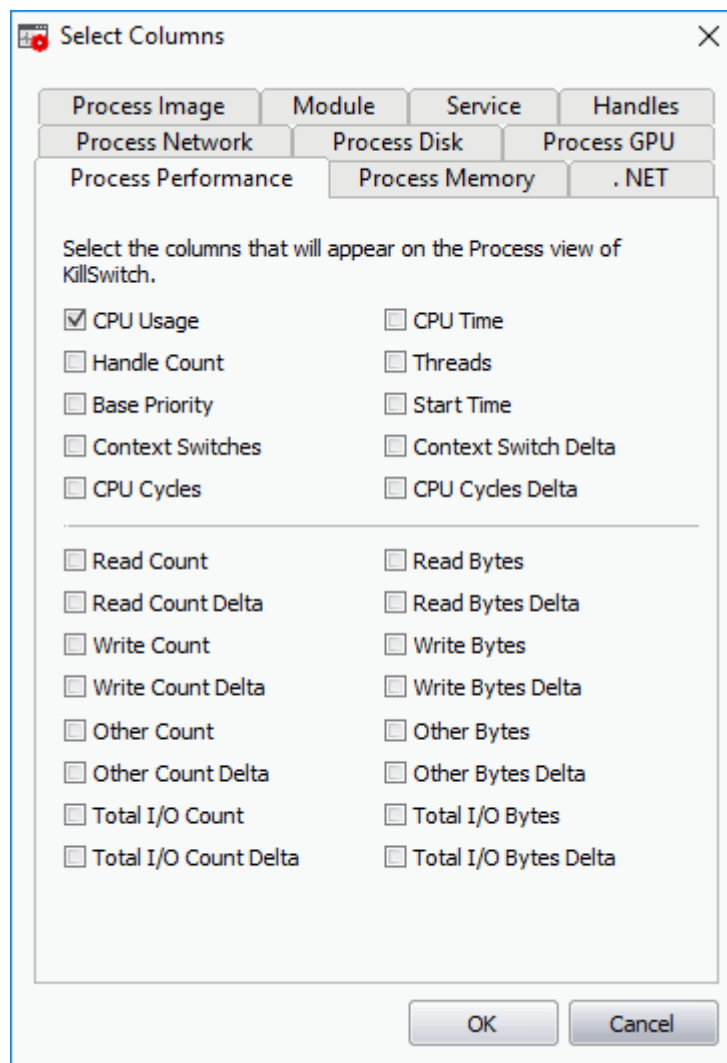 Select Columns
Process Image Module Service Handles
Process Network Process Disk Process GPU
Process Performance Process Memory . NET
Select the columns that will appear on the Process view of
KillSwitch.
CPU Usage CPU Time
Handle Count Threads
Base Priority Start Time
Context Switches Context Switch Delta
CPU Cycles CPU Cycles Delta
Read Count Read Bytes
Read Count Delta Read Bytes Delta
Write Count Write Bytes
Write Count Delta Write Bytes Delta
Other Count Other Bytes
Other Count Delta Other Bytes Delta
Total I/O Count Total I/O Bytes
Total I/O Count Delta Total I/O Bytes Delta
OK Cancel